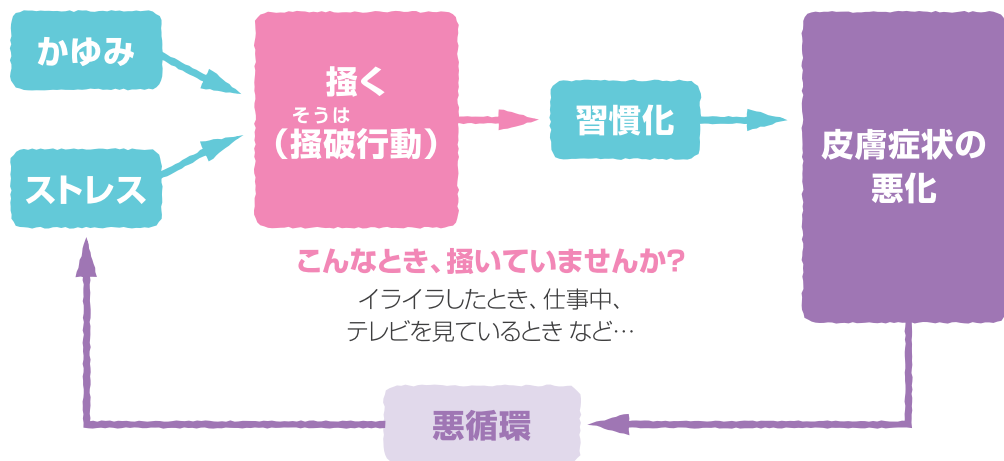 かゆみ
ストレス
掻く
そうは
（掻破行動）
習慣化
皮膚症状の
悪化
こんなとき、掻いていませんか？
イライラしたとき、仕事中、
テレビを見ているとき など…
悪循環